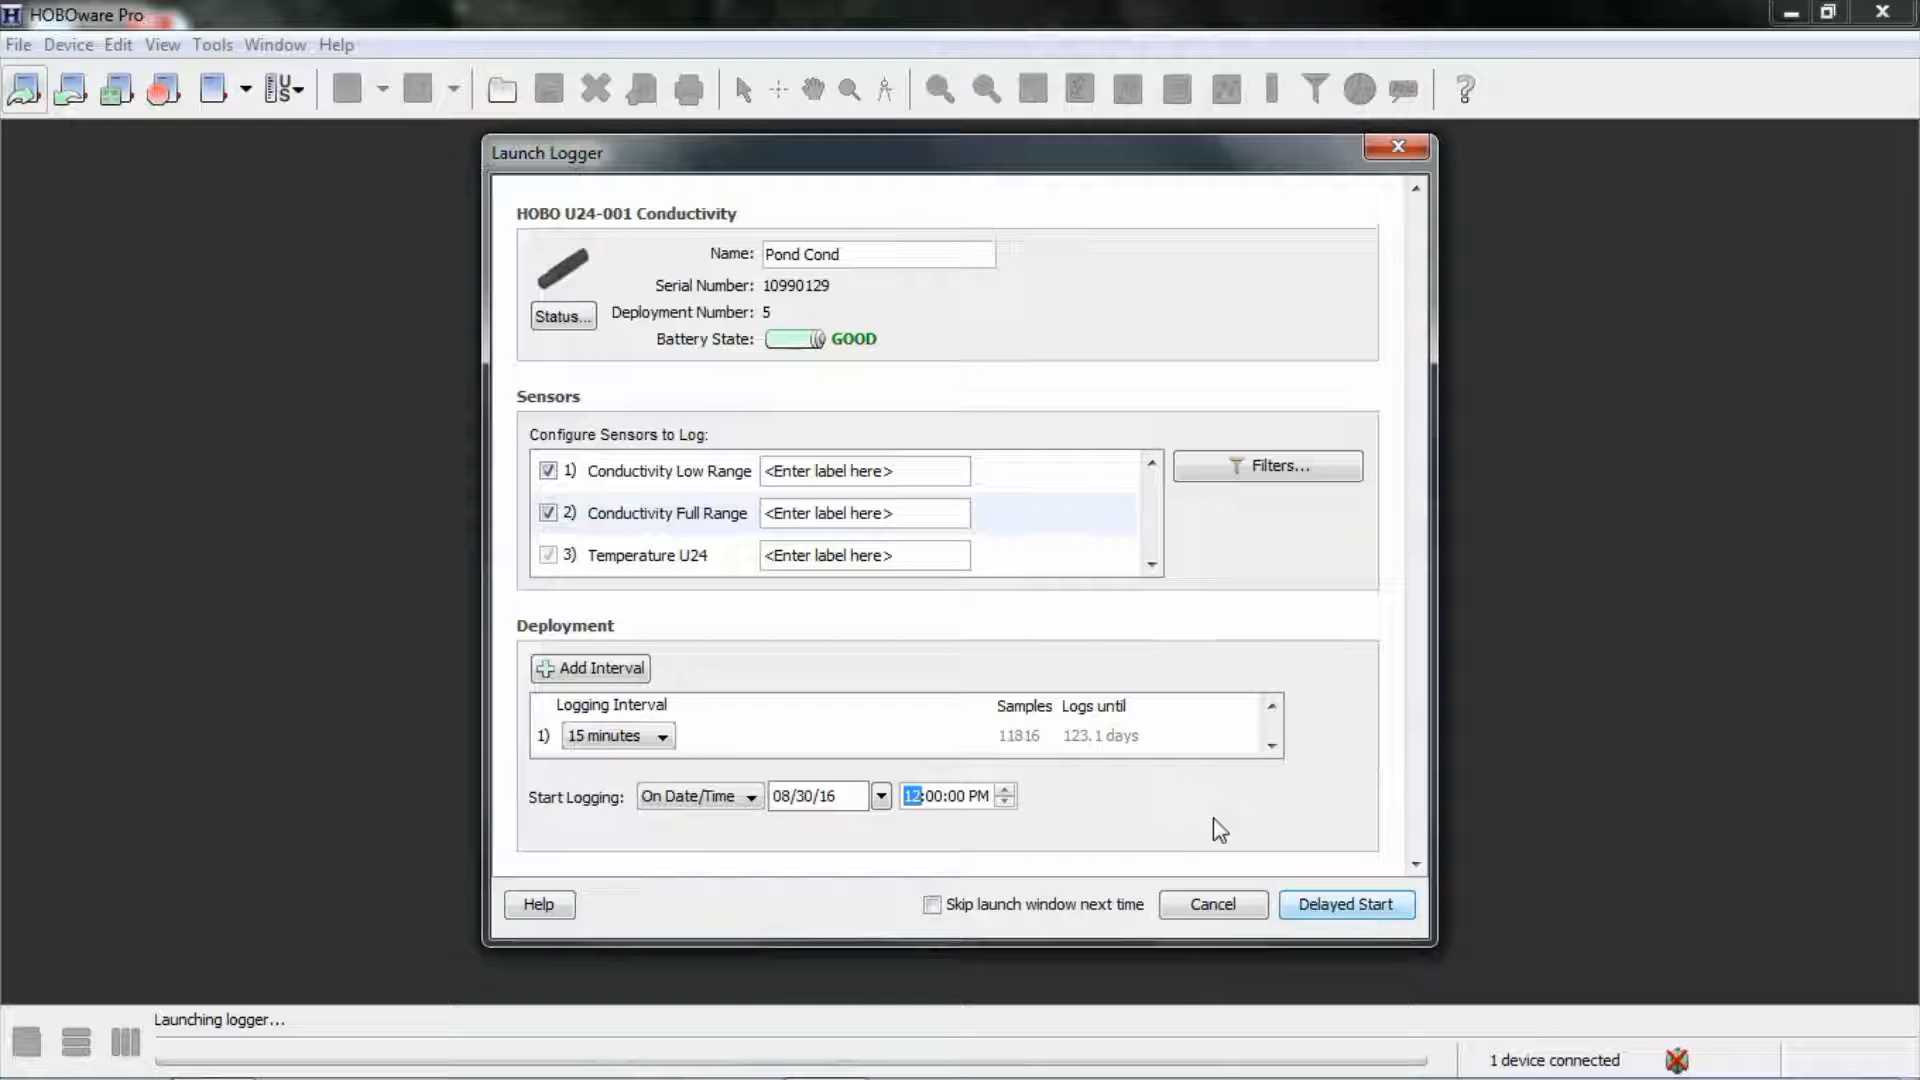 HOBOware Pro
File Device Edit View Tools Window Help
Launch Logger
HOBO U24-001 Conductivity
Name: Pond Cond
Serial Number: 10990129
Status... Deployment Number: 5
Battery State: GOOD
Sensors
Configure Sensors to Log:
1) Conductivity Low Range <Enter label here> Filters...
2) Conductivity Full Range <Enter label here>
3) Temperature U24 <Enter label here>
Deployment
Add Interval
Logging Interval Samples Logs until
1) 15 minutes 11816 123.1 days
Start Logging: On Date/Time 08/30/16 12:00:00 PM
Help Skip launch window next time Cancel Delayed Start
Launching logger...
1 device connected